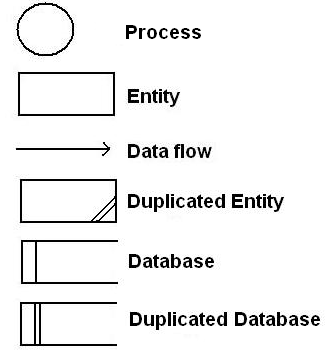 Process
Entity
Data flow
Duplicated Entity
Database
Duplicated Database